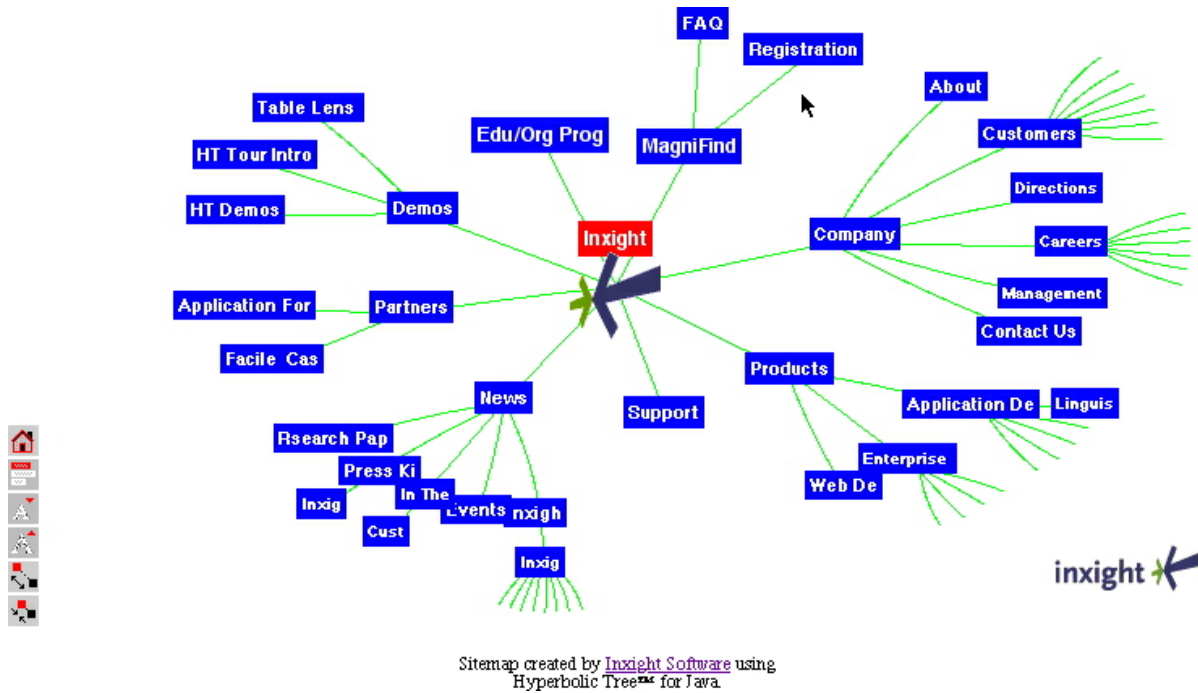 FAQ
Registration
About
Table Lens
Edu/Org Prog
MagniFind
Customers
HT Tour Intro
Directions
HT Demos
Demos
Inxight
Company
Careers
Application For
Partners
Management
Contact Us
Facile Cas
Products
News
Support
Application De
Linguis
Rsearch Pap
Press Ki
Enterprise
Inxig
In The
Events
nxigh
Web De
Cust
Inxig
inxight
Sitemap created by Inxight Software using
Hyperbolic Tree™ for Java.